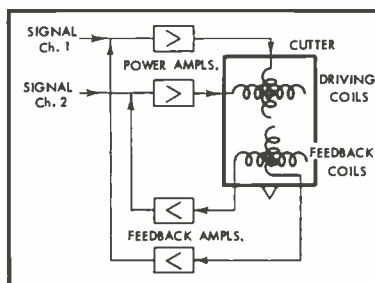 SIGNAL
Ch. 1
POWER AMPLS.
CUTTER
SIGNAL
Ch. 2
DRIVING
COILS
FEEDBACK
COILS
FEEDBACK AMPLS.